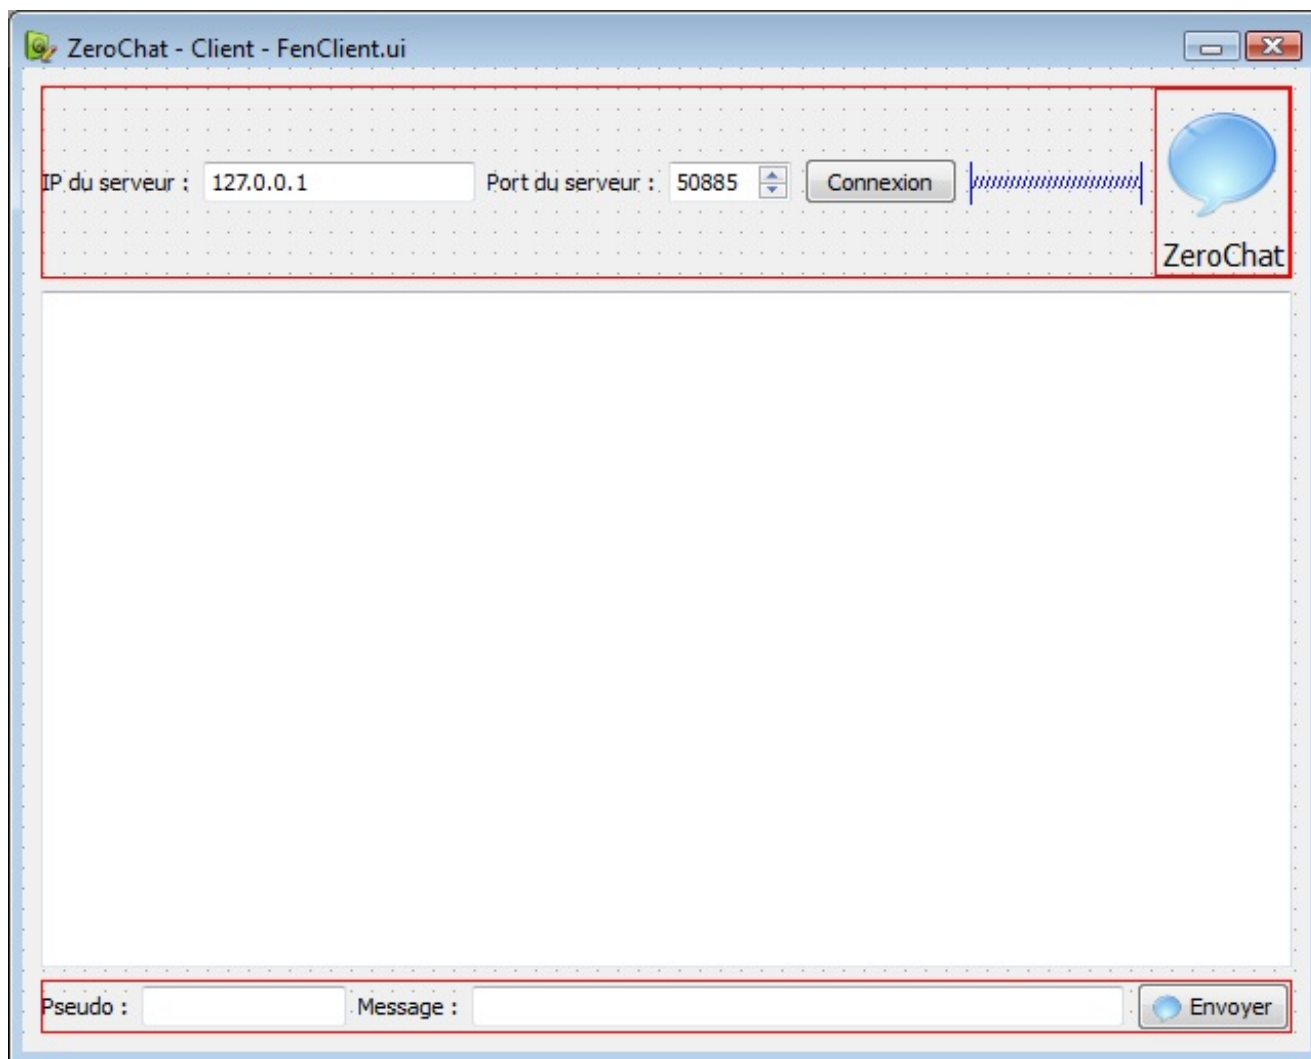 ZeroChat - Client - FenClient.ui
IP du serveur : 127.0.0.1 Port du serveur : 50885 Connexion
ZeroChat
Pseudo : Message : Envoyer